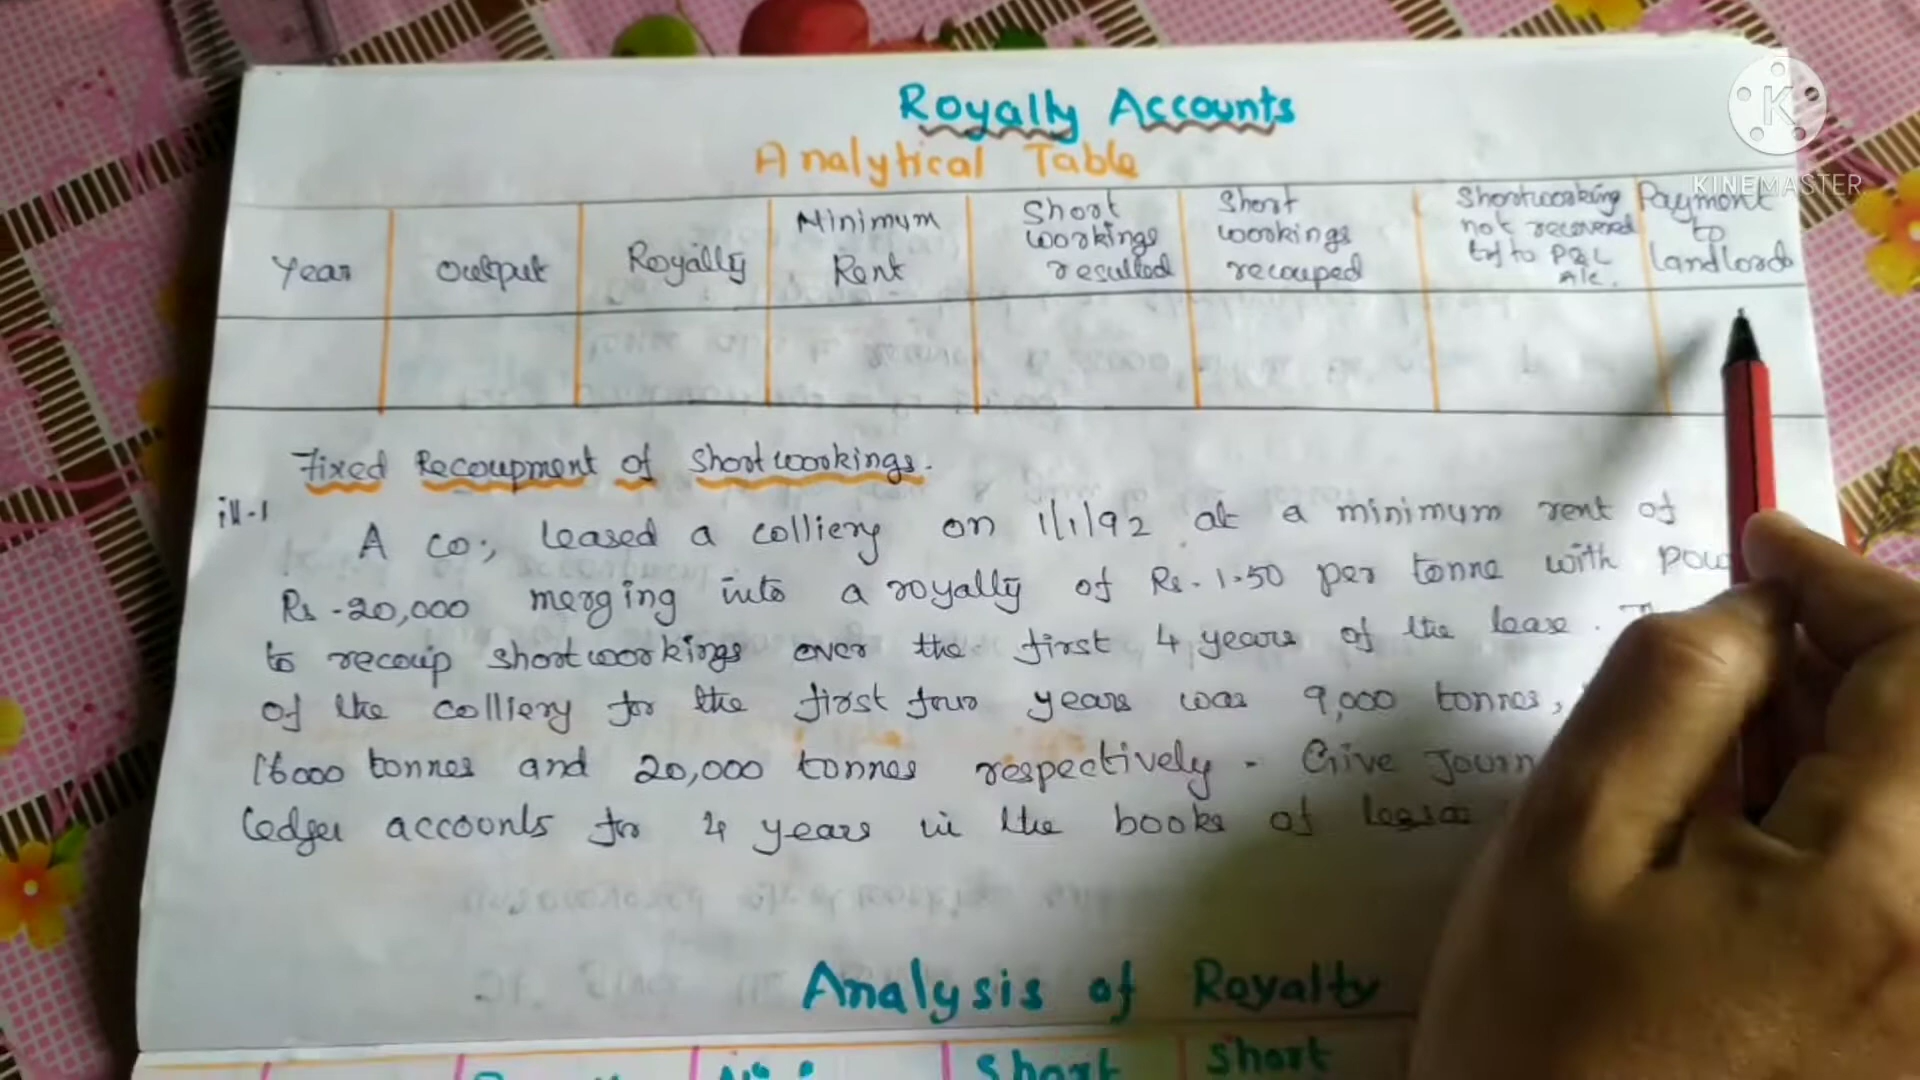 Royalty Accounts
Analytical Table
KINEMASTER
Year
Output
Royalty
Minimum
Rent
Short
workings
resulted
Short
workings
recouped
Shortworking
not recovered
trf to P&L
A/c.
Payment
to
landlords
Fixed Recoupment of Shortworkings.
ill-1
A Co., leased a colliery on 1/1/92 at a minimum rent of
Rs-20,000 merging into a royalty of Rs-1.50 per tonne with
to recoup shortworkings over the first 4 years of the lease.
of the colliery for the first four years was 9,000 tonnes,
16000 tonnes and 20,000 tonnes respectively - Give
Ledger accounts for 4 years in the books of
Analysis of Royalty
Short
Short